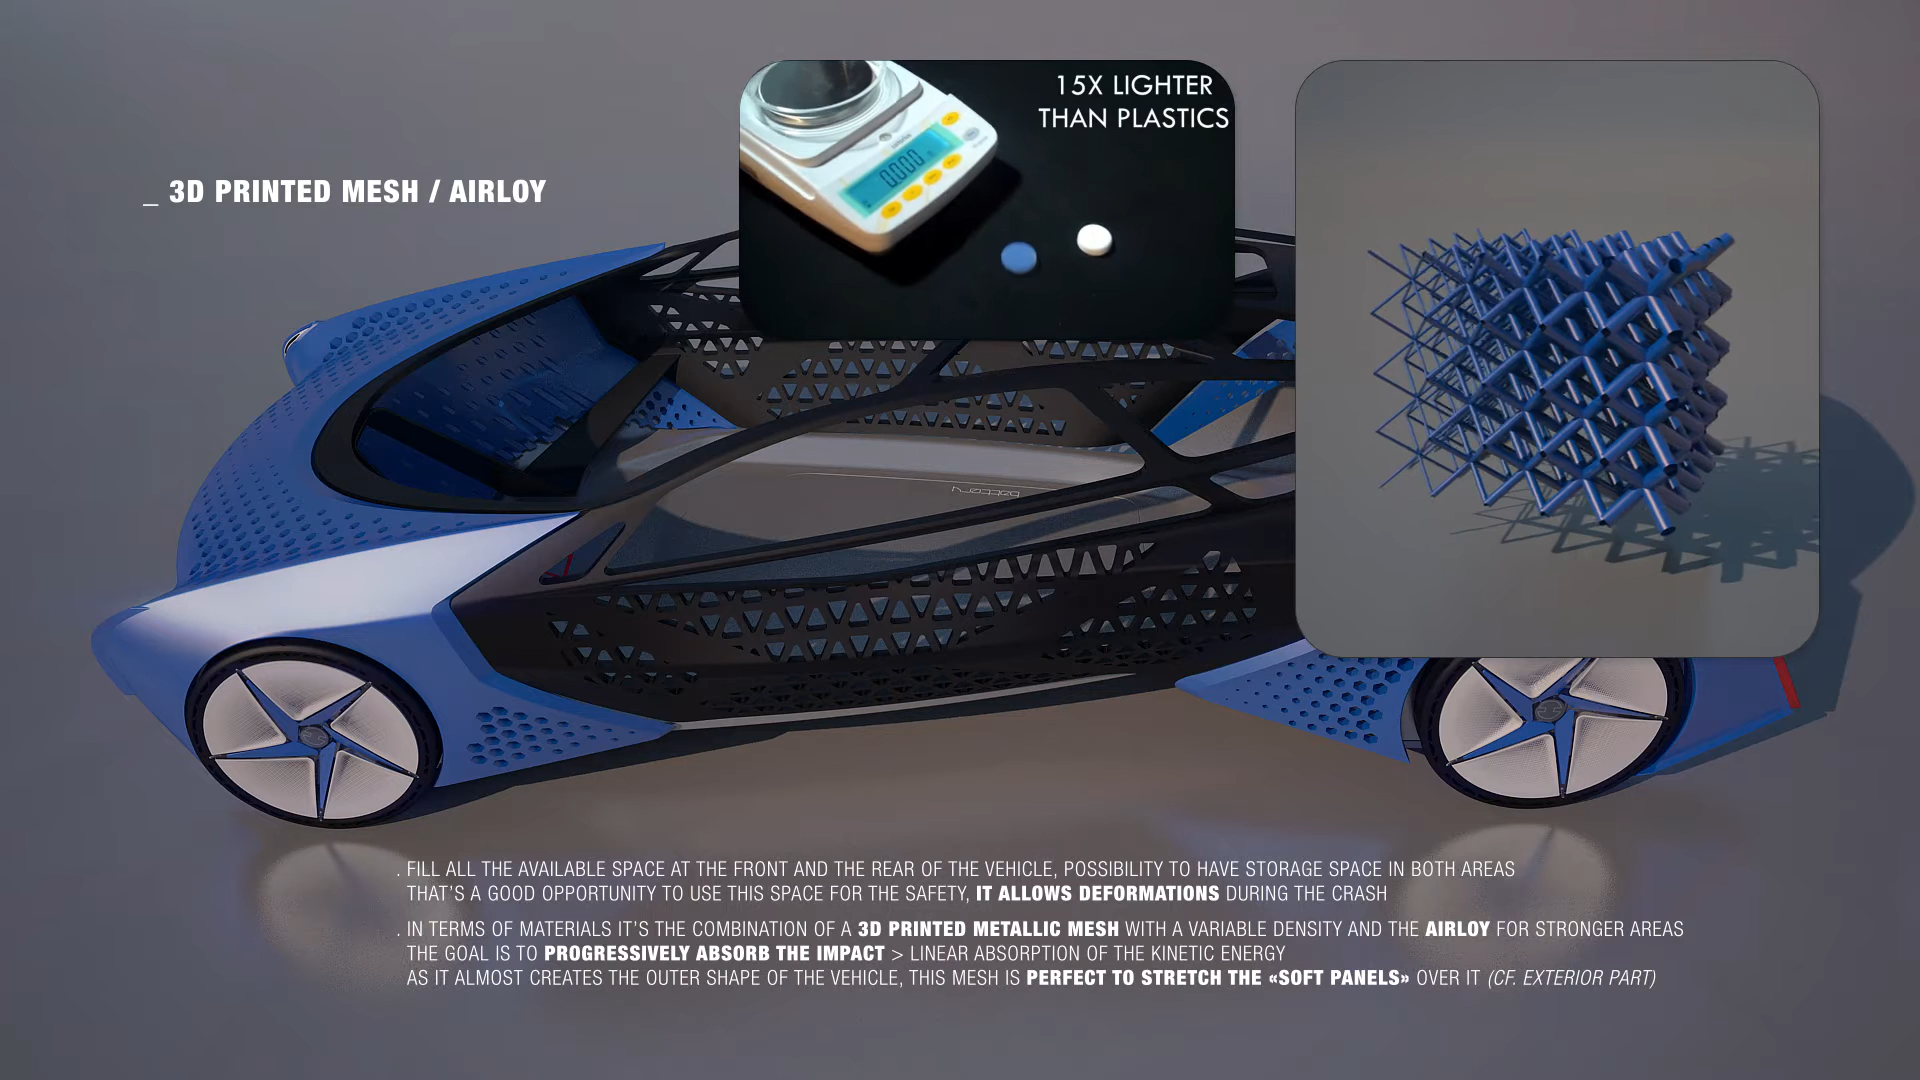 15X LIGHTER
THAN PLASTICS
_ 3D PRINTED MESH / AIRLOY
0.000
battery
. FILL ALL THE AVAILABLE SPACE AT THE FRONT AND THE REAR OF THE VEHICLE, POSSIBILITY TO HAVE STORAGE SPACE IN BOTH AREAS
THAT'S A GOOD OPPORTUNITY TO USE THIS SPACE FOR THE SAFETY, IT ALLOWS DEFORMATIONS DURING THE CRASH
. IN TERMS OF MATERIALS IT'S THE COMBINATION OF A 3D PRINTED METALLIC MESH WITH A VARIABLE DENSITY AND THE AIRLOY FOR STRONGER AREAS
THE GOAL IS TO PROGRESSIVELY ABSORB THE IMPACT > LINEAR ABSORPTION OF THE KINETIC ENERGY
AS IT ALMOST CREATES THE OUTER SHAPE OF THE VEHICLE, THIS MESH IS PERFECT TO STRETCH THE «SOFT PANELS» OVER IT (CF. EXTERIOR PART)